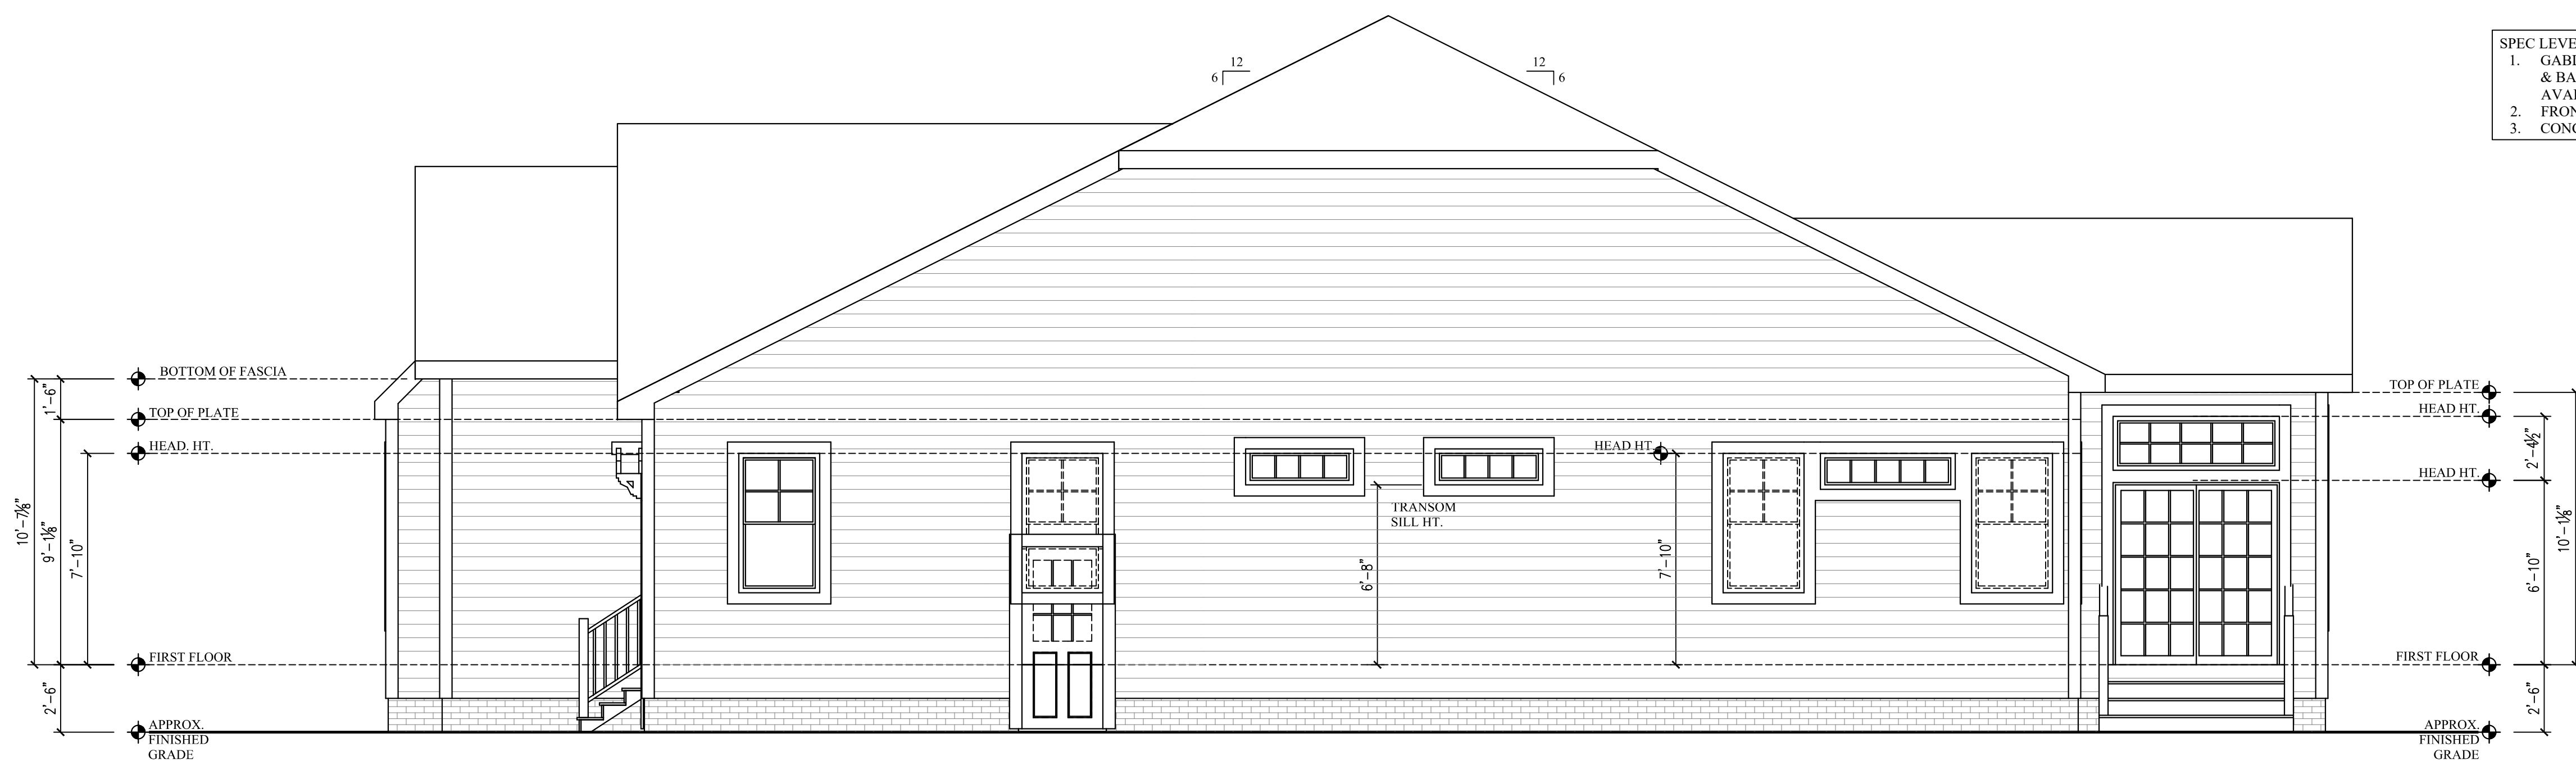 12
6
12
6
SPEC LEVE
1. GABL
& BA
AVAI
2. FRON
3. CONC
BOTTOM OF FASCIA
TOP OF PLATE
HEAD. HT.
FIRST FLOOR
APPROX.
FINISHED
GRADE
1'-6"
10'-7⅞"
9'-1⅛"
7'-10"
2'-6"
TRANSOM
SILL HT.
6'-8"
HEAD HT.
7'-10"
TOP OF PLATE
HEAD HT.
HEAD HT.
FIRST FLOOR
APPROX.
FINISHED
GRADE
2'-4½"
10'-1⅛"
6'-10"
2'-6"